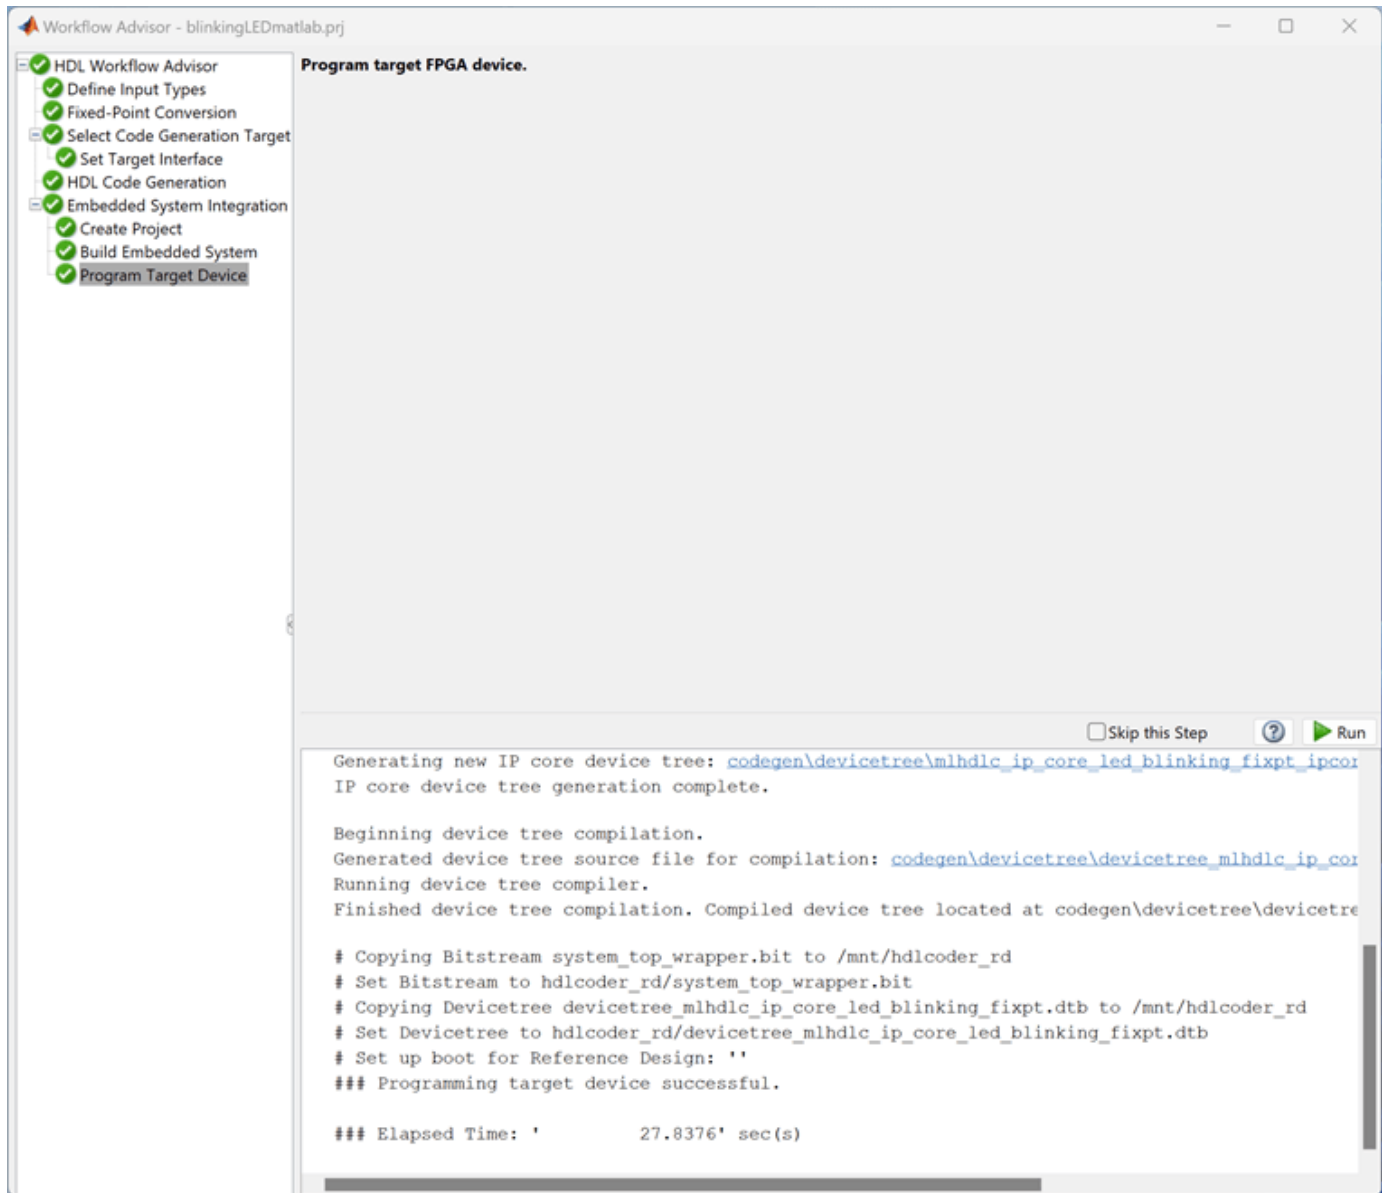 Workflow Advisor - blinkingLEDmatlab.prj
HDL Workflow Advisor
Define Input Types
Fixed-Point Conversion
Select Code Generation Target
Set Target Interface
HDL Code Generation
Embedded System Integration
Create Project
Build Embedded System
Program Target Device
Program target FPGA device.
Skip this Step
Run
Generating new IP core device tree: codegen\devicetree\mlhdlc_ip_core_led_blinking_fixpt_ipcor
IP core device tree generation complete.
Beginning device tree compilation.
Generated device tree source file for compilation: codegen\devicetree\devicetree_mlhdlc_ip_cor
Running device tree compiler.
Finished device tree compilation. Compiled device tree located at codegen\devicetree\devicetre
# Copying Bitstream system_top_wrapper.bit to /mnt/hdlcoder_rd
# Set Bitstream to hdlcoder_rd/system_top_wrapper.bit
# Copying Devicetree devicetree_mlhdlc_ip_core_led_blinking_fixpt.dtb to /mnt/hdlcoder_rd
# Set Devicetree to hdlcoder_rd/devicetree_mlhdlc_ip_core_led_blinking_fixpt.dtb
# Set up boot for Reference Design: ''
### Programming target device successful.
### Elapsed Time: '         27.8376' sec(s)